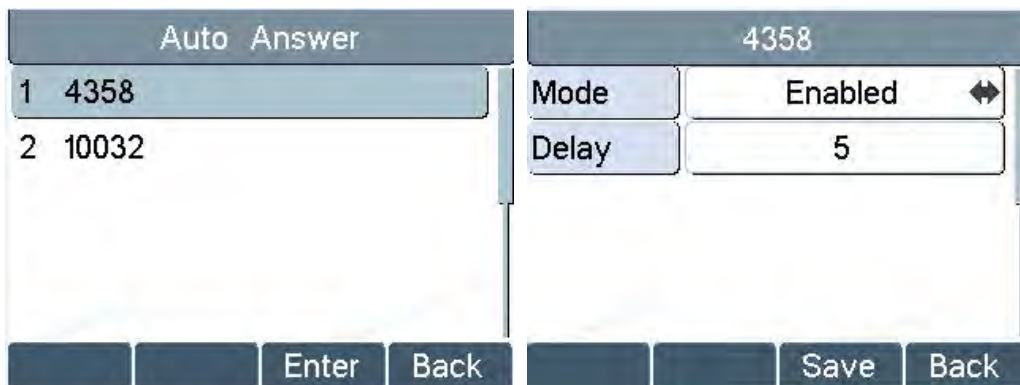 Auto Answer
1 4358
2 10032
Enter Back
4358
Mode Enabled
Delay 5
Save Back